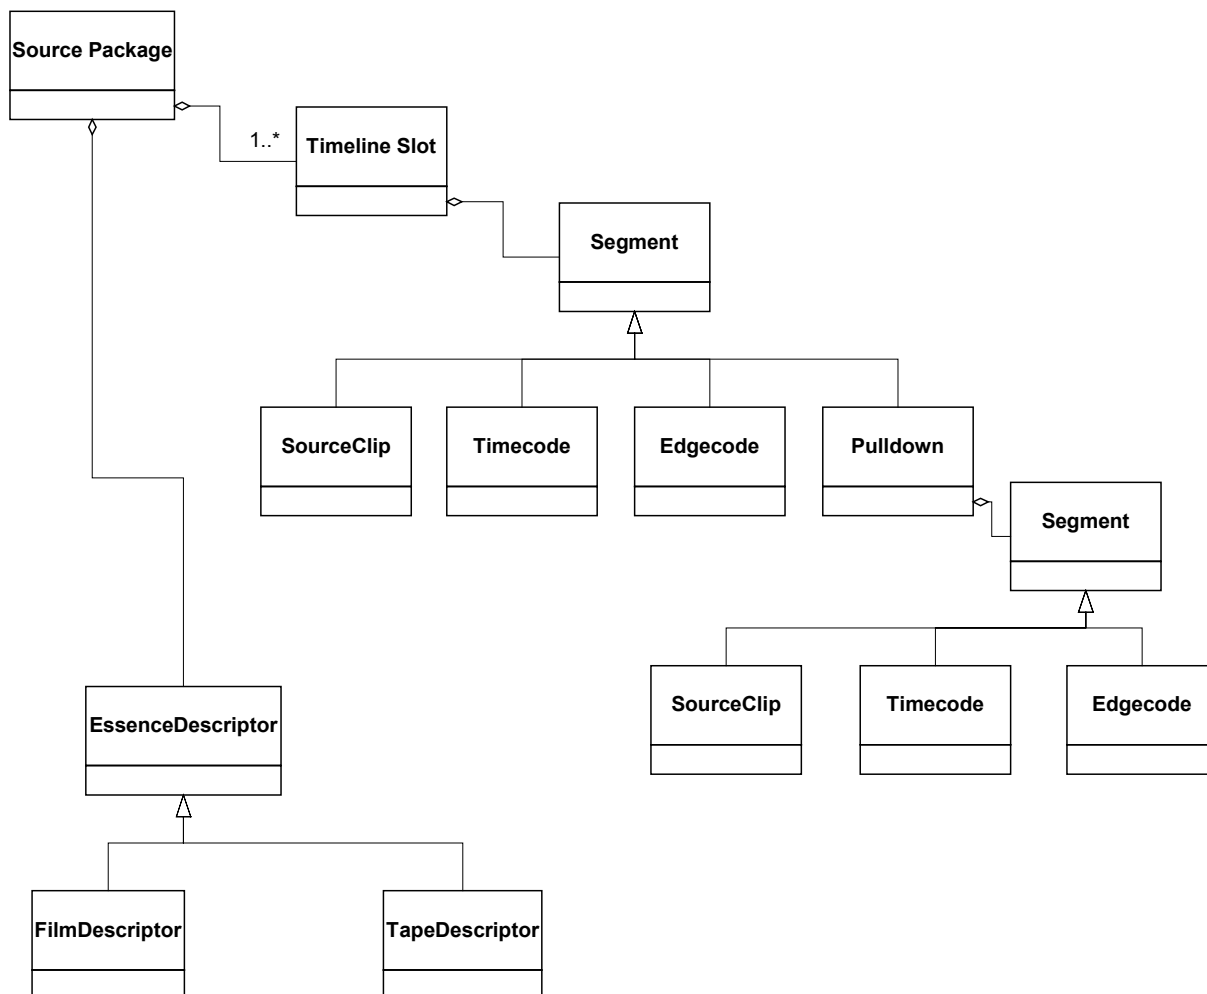 Source Package
1..*
Timeline Slot
Segment
SourceClip
Timecode
Edgecode
Pulldown
Segment
SourceClip
Timecode
Edgecode
EssenceDescriptor
FilmDescriptor
TapeDescriptor